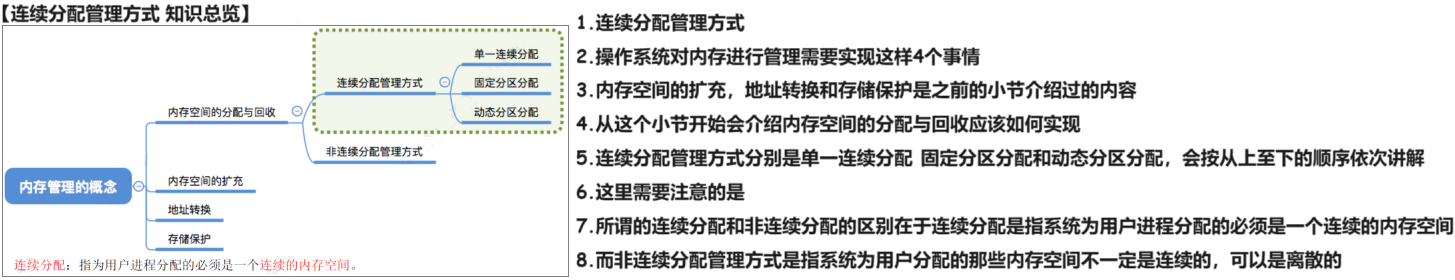 【连续分配管理方式 知识总览】
单一连续分配
连续分配管理方式
固定分区分配
内存空间的分配与回收
动态分区分配
非连续分配管理方式
内存管理的概念
内存空间的扩充
地址转换
存储保护
连续分配：指为用户进程分配的必须是一个连续的内存空间。
1.连续分配管理方式
2.操作系统对内存进行管理需要实现这样4个事情
3.内存空间的扩充，地址转换和存储保护是之前的小节介绍过的内容
4.从这个小节开始会介绍内存空间的分配与回收应该如何实现
5.连续分配管理方式分别是单一连续分配 固定分区分配和动态分区分配，会按从上至下的顺序依次讲解
6.这里需要注意的是
7.所谓的连续分配和非连续分配的区别在于连续分配是指系统为用户进程分配的必须是一个连续的内存空间
8.而非连续分配管理方式是指系统为用户分配的那些内存空间不一定是连续的，可以是离散的